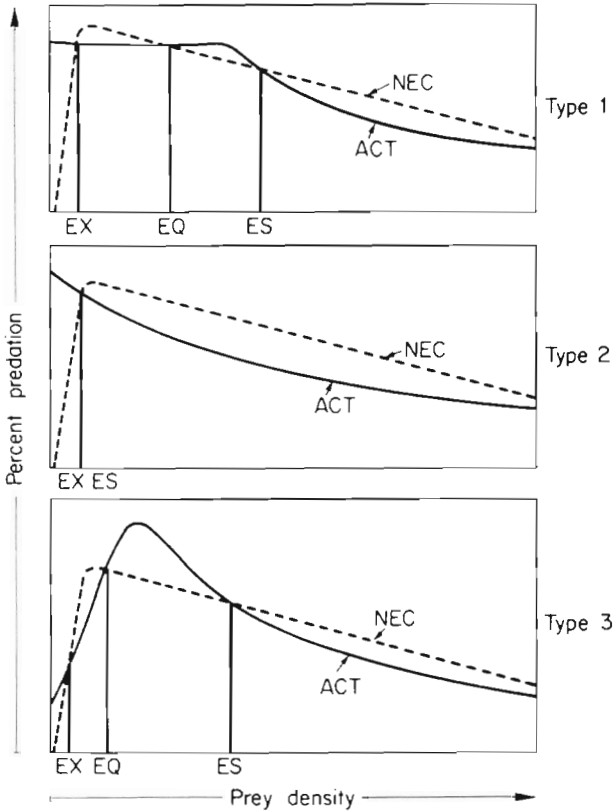 NEC
ACT
Type 1
EX EQ ES
NEC
ACT
Type 2
EX ES
NEC
ACT
Type 3
EX EQ ES
Percent predation
Prey density